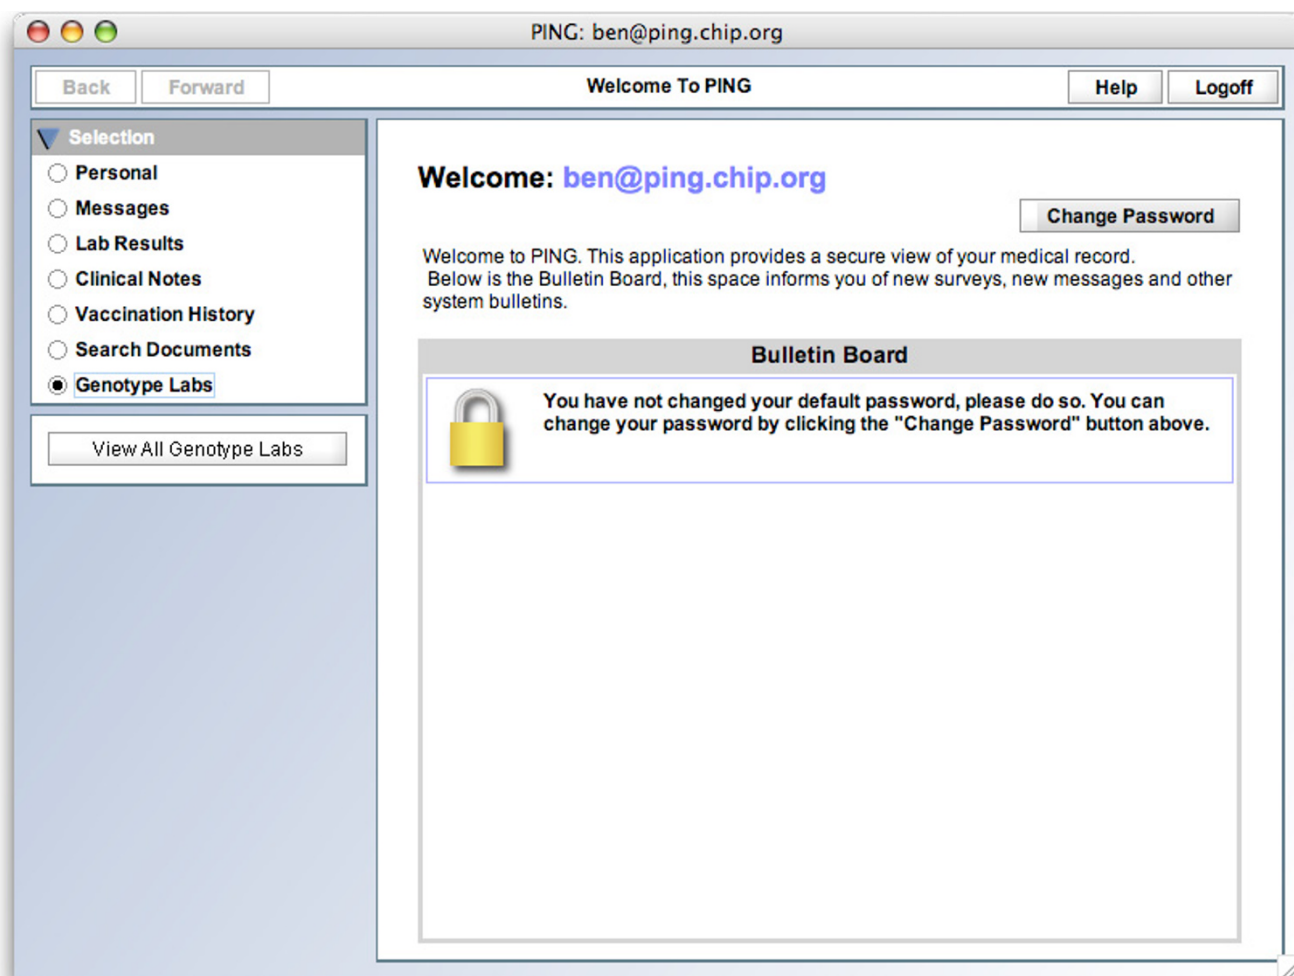 PING: ben@ping.chip.org
Back Forward Welcome To PING Help Logoff
Selection
Personal
Messages
Lab Results
Clinical Notes
Vaccination History
Search Documents
Genotype Labs
View All Genotype Labs
Welcome: ben@ping.chip.org
Change Password
Welcome to PING. This application provides a secure view of your medical record.
Below is the Bulletin Board, this space informs you of new surveys, new messages and other
system bulletins.
Bulletin Board
You have not changed your default password, please do so. You can
change your password by clicking the "Change Password" button above.